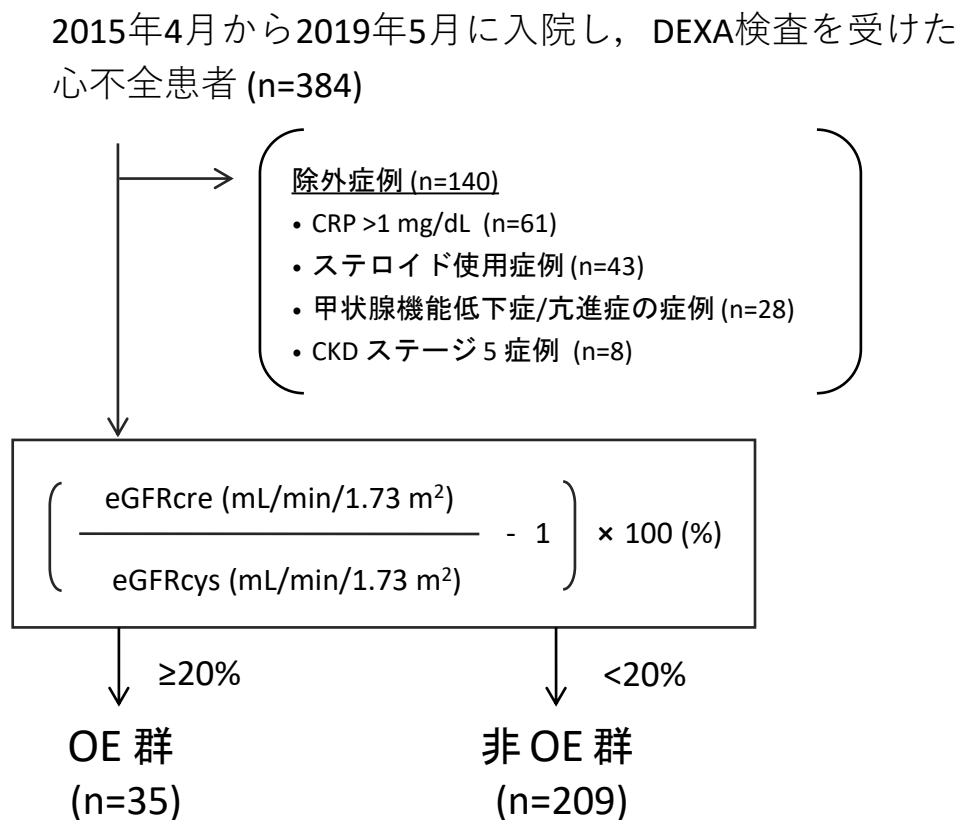 2015年4月から2019年5月に入院し，DEXA検査を受けた
心不全患者 (n=384)
除外症例 (n=140)
• CRP >1 mg/dL (n=61)
• ステロイド使用症例 (n=43)
• 甲状腺機能低下症/亢進症の症例 (n=28)
• CKD ステージ 5 症例 (n=8)
eGFRcre (mL/min/1.73 m²)
- 1 × 100 (%)
eGFRcys (mL/min/1.73 m²)
≥20% <20%
OE 群 非 OE 群
(n=35) (n=209)